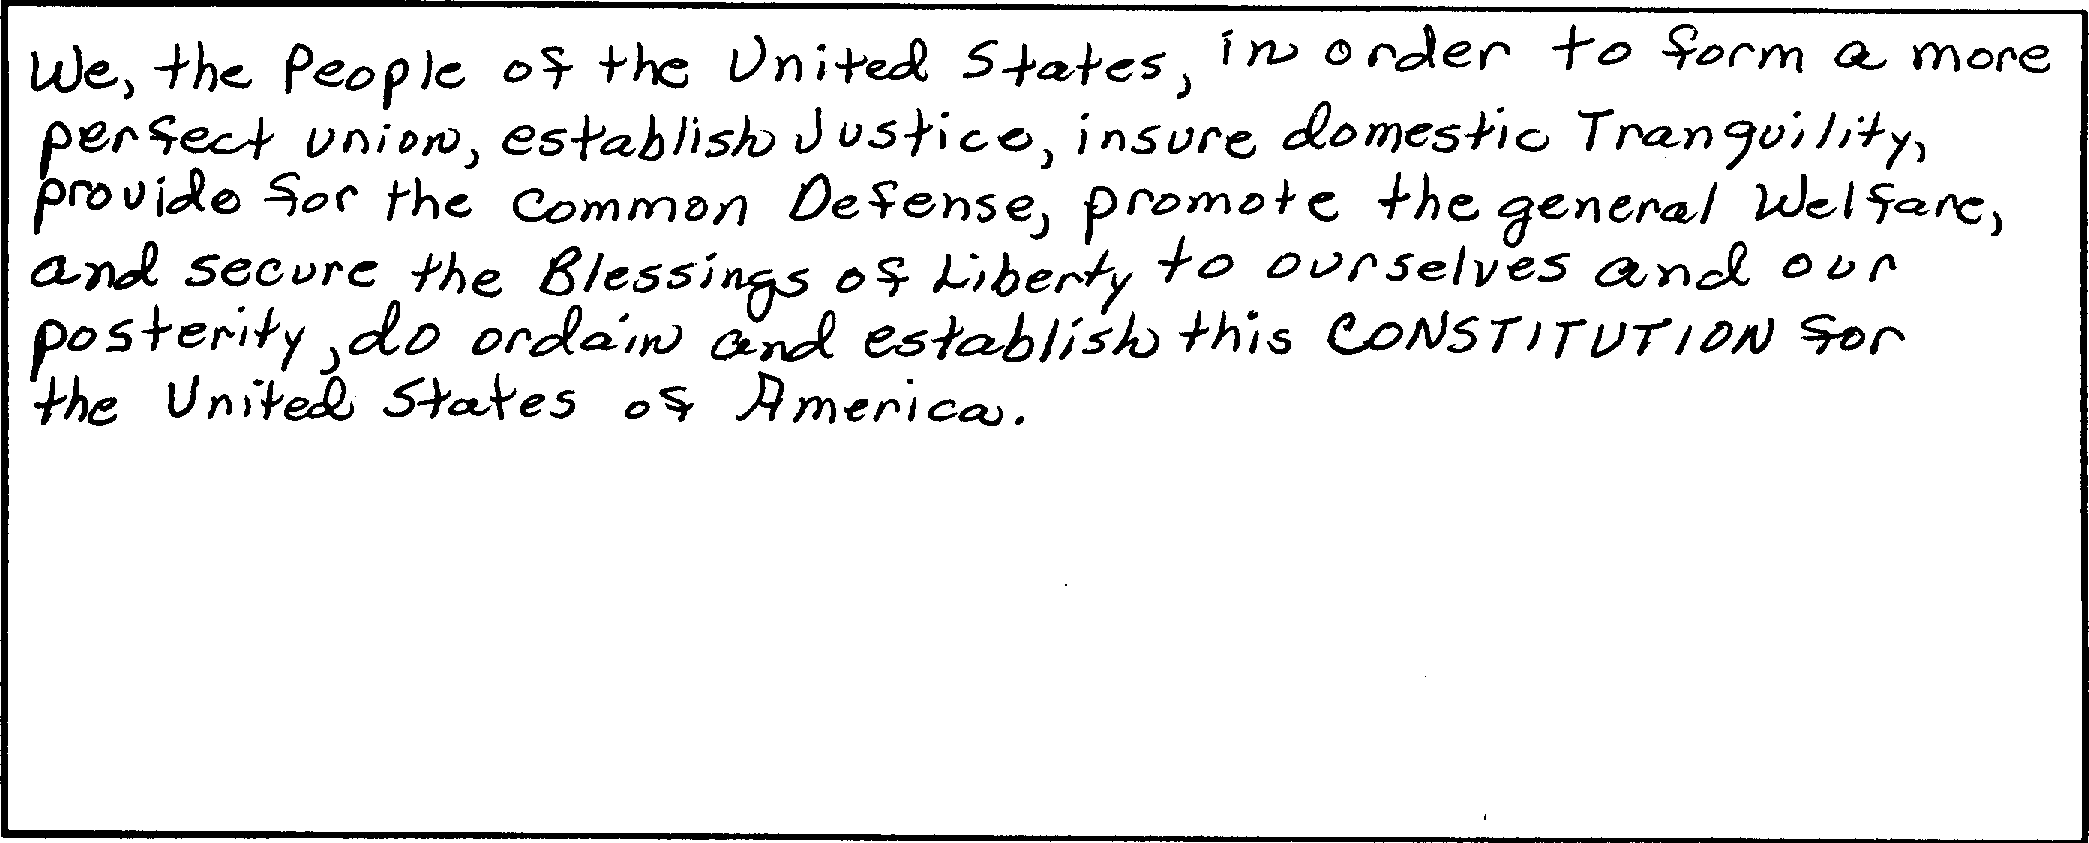 We, the People of the United States, in order to form a more
perfect union, establish Justice, insure domestic Tranquility,
provide for the Common Defense, promote the general Welfare,
and secure the Blessings of Liberty to ourselves and our
posterity, do ordain and establish this CONSTITUTION for
the United States of America.